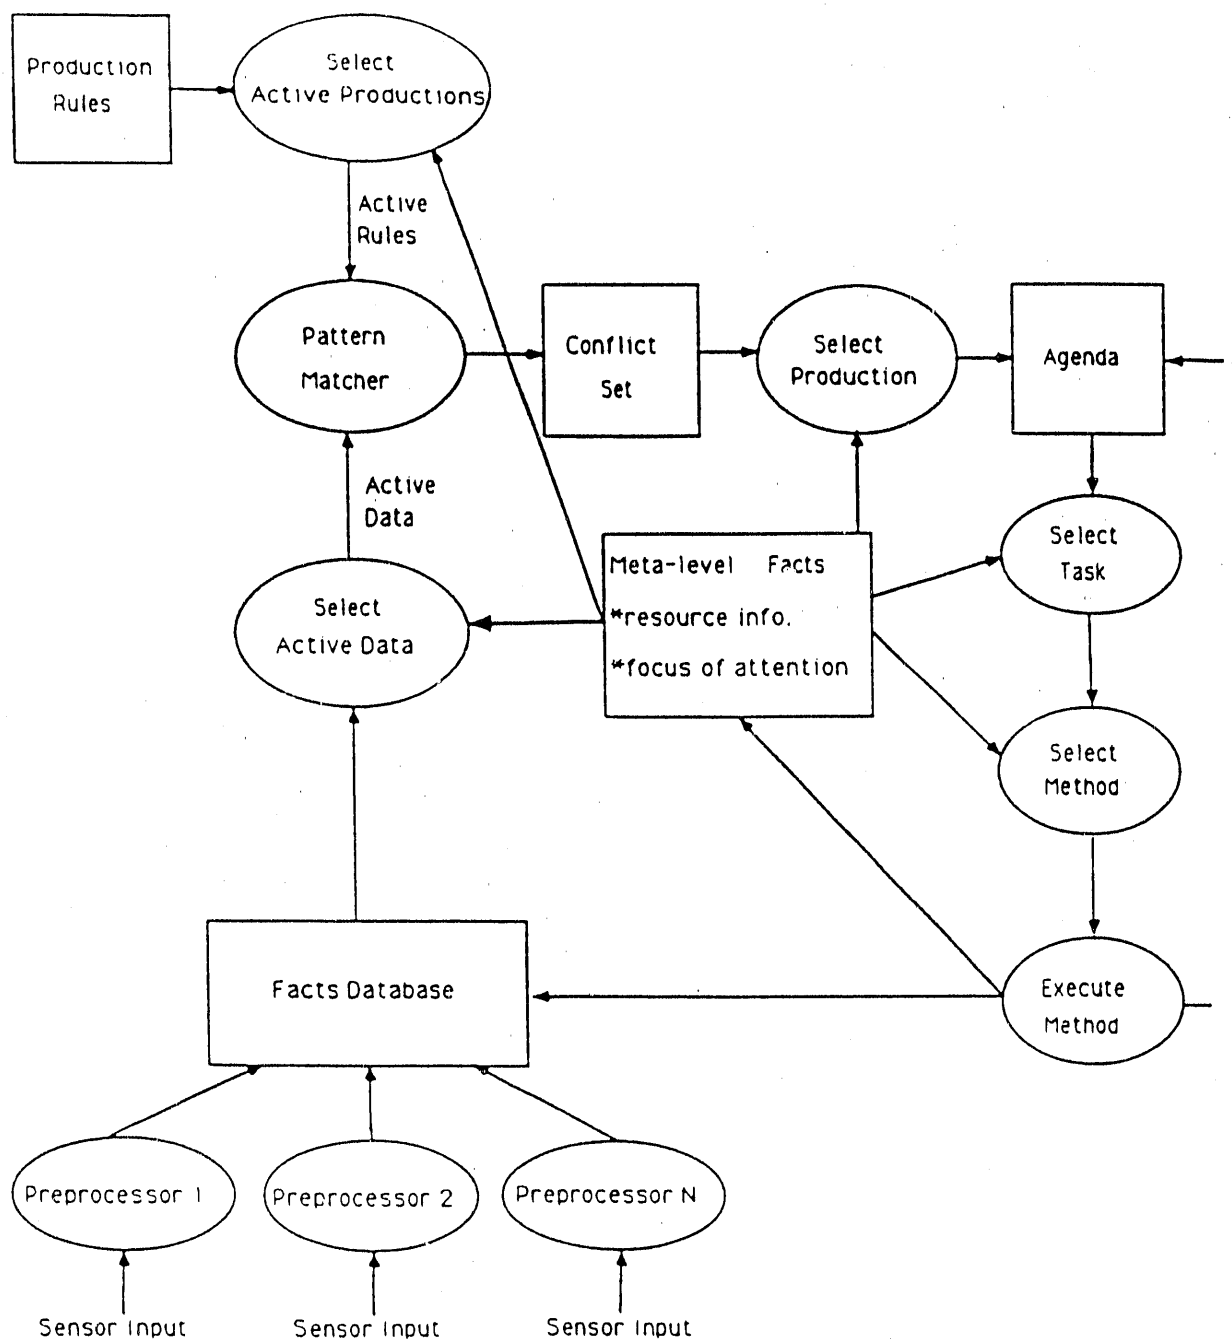 Production
Rules
Select
Active Productions
Active
Rules
Pattern
Matcher
Conflict
Set
Select
Production
Agenda
Active
Data
Select
Active Data
Meta-level Facts
*resource info.
*focus of attention
Select
Task
Select
Method
Facts Database
Execute
Method
Preprocessor 1
Preprocessor 2
Preprocessor N
Sensor Input
Sensor Input
Sensor Input